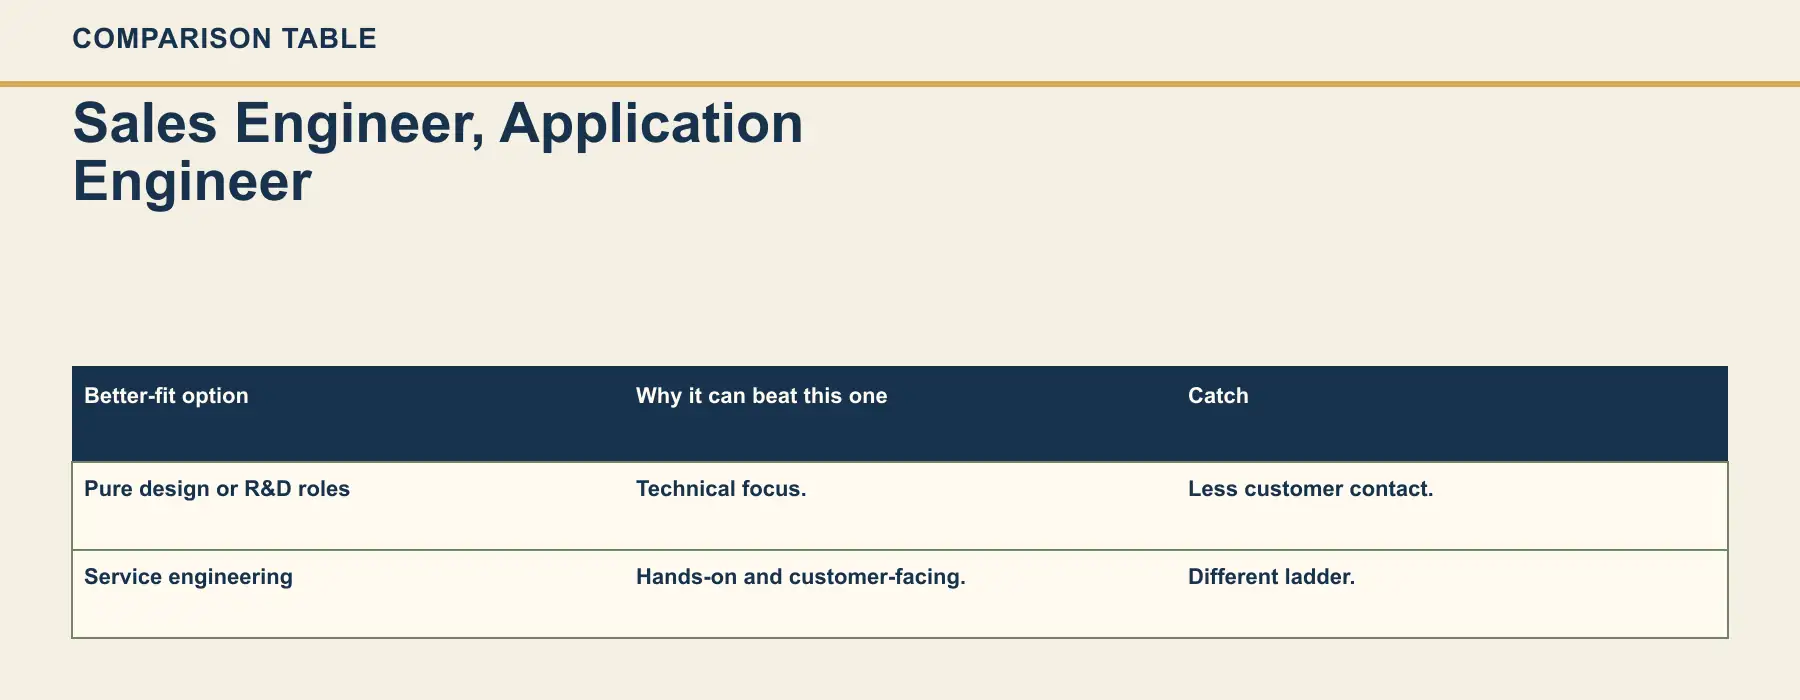 COMPARISON TABLE
Sales Engineer, Application
Engineer
Better-fit option Why it can beat this one Catch
Pure design or R&D roles Technical focus. Less customer contact.
Service engineering Hands-on and customer-facing. Different ladder.